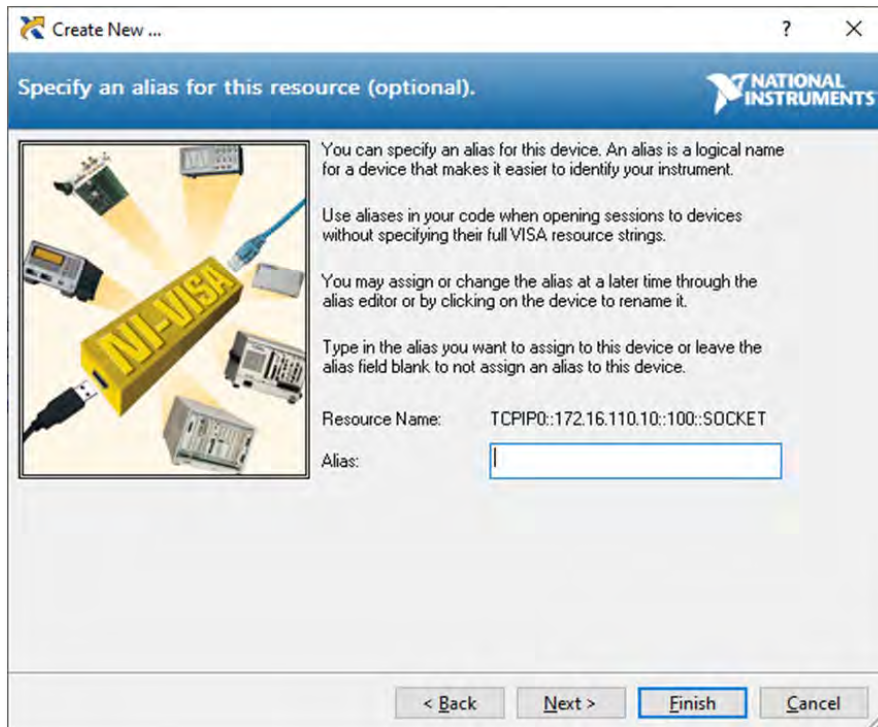 Create New ...
?
Specify an alias for this resource (optional).
NATIONAL
INSTRUMENTS
You can specify an alias for this device. An alias is a logical name
for a device that makes it easier to identify your instrument.
Use aliases in your code when opening sessions to devices
without specifying their full VISA resource strings.
You may assign or change the alias at a later time through the
alias editor or by clicking on the device to rename it.
NI-VISA
Type in the alias you want to assign to this device or leave the
alias field blank to not assign an alias to this device.
Resource Name: TCPIP0::172.16.110.10::100::SOCKET
Alias:
< Back Next > Finish Cancel